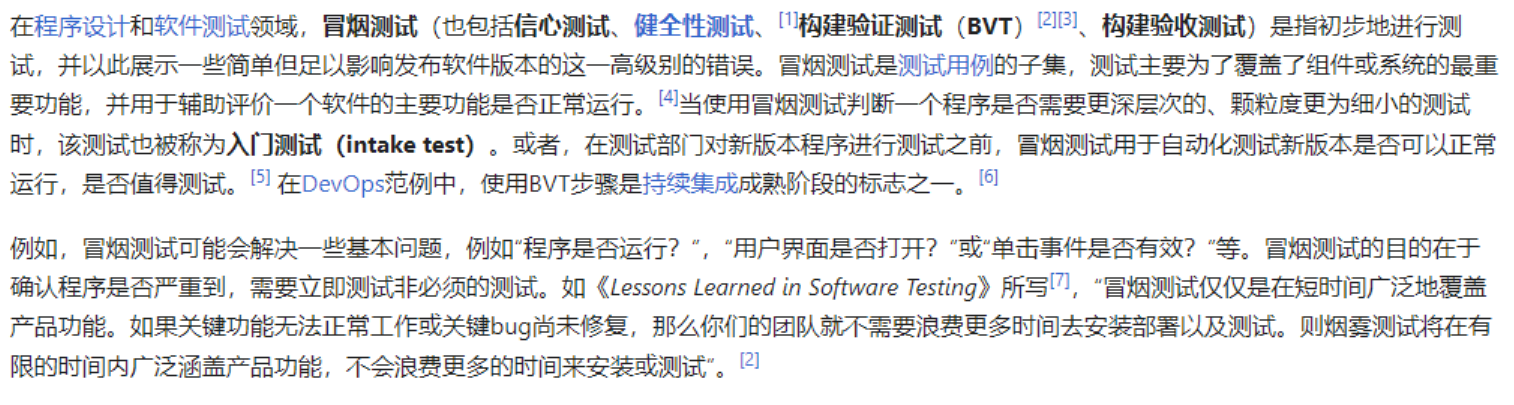 在程序设计和软件测试领域，冒烟测试（也包括信心测试、健全性测试、[1]构建验证测试（BVT）[2][3]、构建验收测试）是指初步地进行测
试，并以此展示一些简单但足以影响发布软件版本的这一高级别的错误。冒烟测试是测试用例的子集，测试主要为了覆盖了组件或系统的最重
要功能，并用于辅助评价一个软件的主要功能是否正常运行。[4]当使用冒烟测试判断一个程序是否需要更深层次的、颗粒度更为细小的测试
时，该测试也被称为入门测试（intake test）。或者，在测试部门对新版本程序进行测试之前，冒烟测试用于自动化测试新版本是否可以正常
运行，是否值得测试。[5] 在DevOps范例中，使用BVT步骤是持续集成成熟阶段的标志之一。[6]
例如，冒烟测试可能会解决一些基本问题，例如“程序是否运行？”，“用户界面是否打开？”或“单击事件是否有效？”等。冒烟测试的目的在于
确认程序是否严重到，需要立即测试非必须的测试。如《Lessons Learned in Software Testing》所写[7]，“冒烟测试仅仅是在短时间广泛地覆盖
产品功能。如果关键功能无法正常工作或关键bug尚未修复，那么你们的团队就不需要浪费更多时间去安装部署以及测试。则烟雾测试将在有
限的时间内广泛涵盖产品功能，不会浪费更多的时间来安装或测试”。[2]